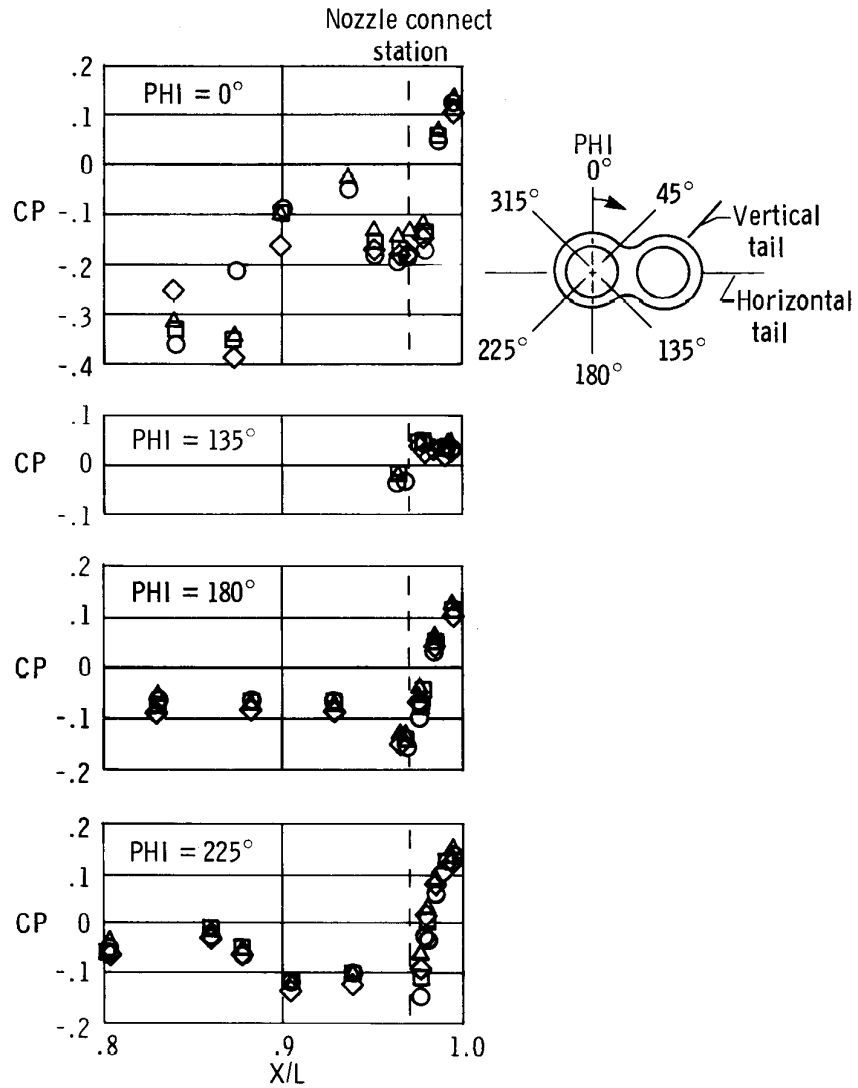 Nozzle connect
station
PHI = 0°
.2
.1
0
CP -.1
-.2
-.3
-.4
PHI
0°
45°
315°
Vertical
tail
Horizontal
tail
225°
135°
180°
PHI = 135°
.1
CP 0
-.1
PHI = 180°
.2
.1
CP 0
-.1
-.2
PHI = 225°
.2
.1
CP 0
-.1
-.2
.8 .9 1.0
X/L